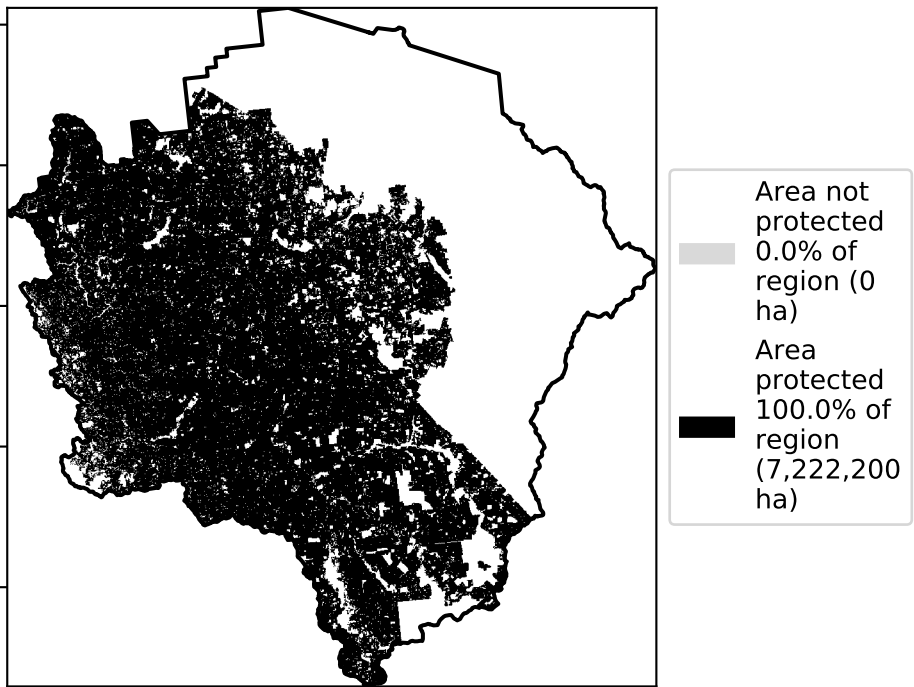 Area not
protected
0.0% of
region (0
ha)
Area
protected
100.0% of
region
(7,222,200
ha)